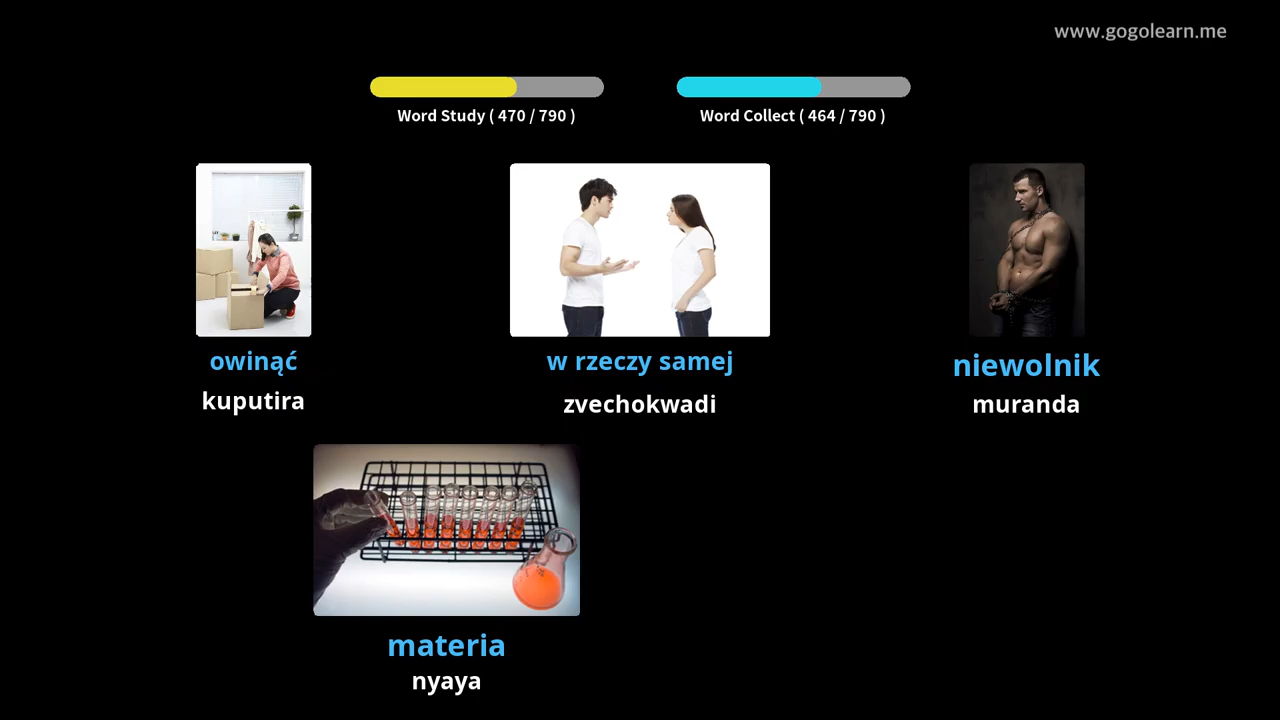 www.gogolearn.me
Word Study ( 470 / 790 )
Word Collect ( 464 / 790 )
owinąć
kuputira
w rzeczy samej
zvechokwadi
niewolnik
muranda
materia
nyaya